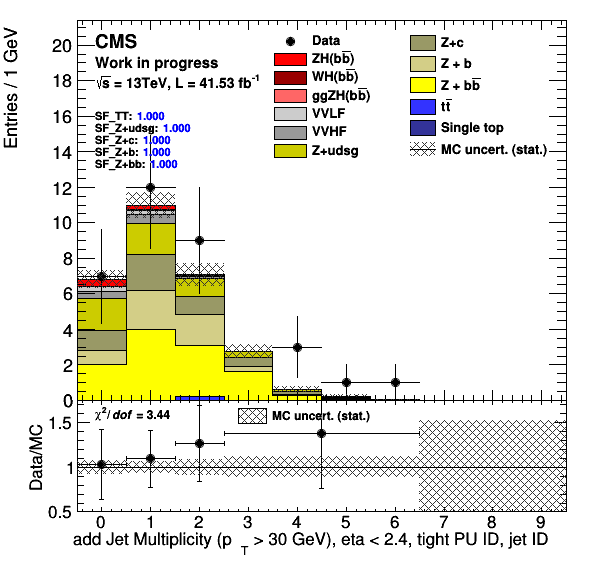 CMS
Work in progress
√s = 13TeV, L = 41.53 fb⁻¹
SF_TT: 1.000
SF_Z+udsg: 1.000
SF_Z+c: 1.000
SF_Z+b: 1.000
SF_Z+bb: 1.000
Data
ZH(bb̅)
WH(bb̅)
ggZH(bb̅)
VVLF
VVHF
Z+udsg
Z+c
Z + b
Z + bb̅
tt̅
Single top
MC uncert. (stat.)
Entries / 1 GeV
20
18
16
14
12
10
8
6
4
2
0
χ²/dof = 3.44
MC uncert. (stat.)
Data/MC
1.5
1
0.5
0 1 2 3 4 5 6 7 8 9
add Jet Multiplicity (p_T > 30 GeV), eta < 2.4, tight PU ID, jet ID